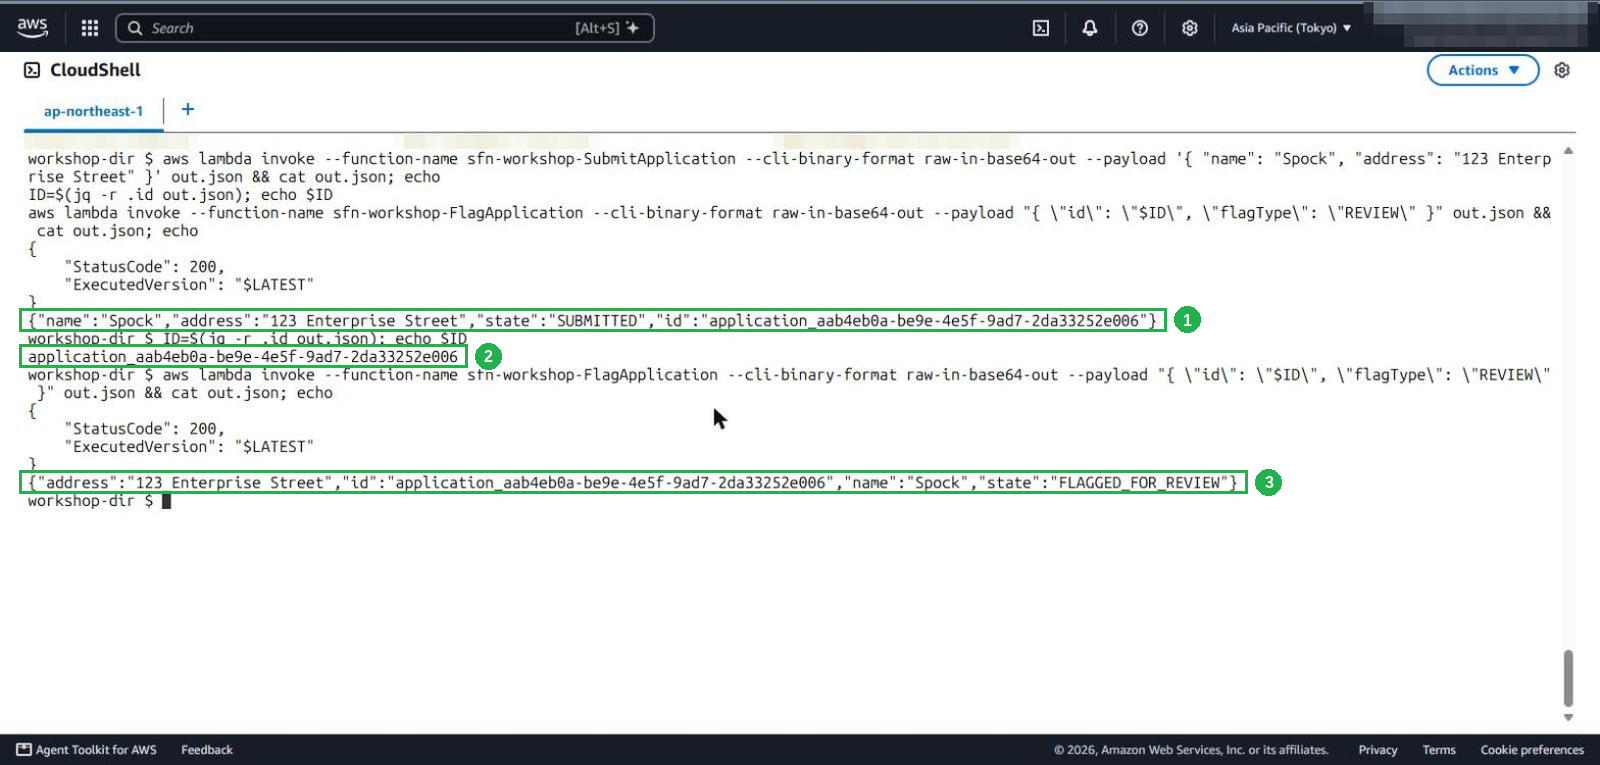 aws
Search
[Alt+S]
Asia Pacific (Tokyo)
CloudShell
Actions
ap-northeast-1
+
workshop-dir $ aws lambda invoke --function-name sfn-workshop-SubmitApplication --cli-binary-format raw-in-base64-out --payload '{ "name": "Spock", "address": "123 Enterp
rise Street" }' out.json && cat out.json; echo
ID=$(jq -r .id out.json); echo $ID
aws lambda invoke --function-name sfn-workshop-FlagApplication --cli-binary-format raw-in-base64-out --payload "{ \"id\": \"$ID\", \"flagType\": \"REVIEW\" }" out.json &&
cat out.json; echo
{
"StatusCode": 200,
"ExecutedVersion": "$LATEST"
}
{"name":"Spock","address":"123 Enterprise Street","state":"SUBMITTED","id":"application_aab4eb0a-be9e-4e5f-9ad7-2da33252e006"}
1
workshop-dir $ ID=$(jq -r .id out.json); echo $ID
application_aab4eb0a-be9e-4e5f-9ad7-2da33252e006
2
workshop-dir $ aws lambda invoke --function-name sfn-workshop-FlagApplication --cli-binary-format raw-in-base64-out --payload "{ \"id\": \"$ID\", \"flagType\": \"REVIEW\"
}" out.json && cat out.json; echo
{
"StatusCode": 200,
"ExecutedVersion": "$LATEST"
}
{"address":"123 Enterprise Street","id":"application_aab4eb0a-be9e-4e5f-9ad7-2da33252e006","name":"Spock","state":"FLAGGED_FOR_REVIEW"}
3
workshop-dir $
Agent Toolkit for AWS
Feedback
© 2026, Amazon Web Services, Inc. or its affiliates.
Privacy
Terms
Cookie preferences